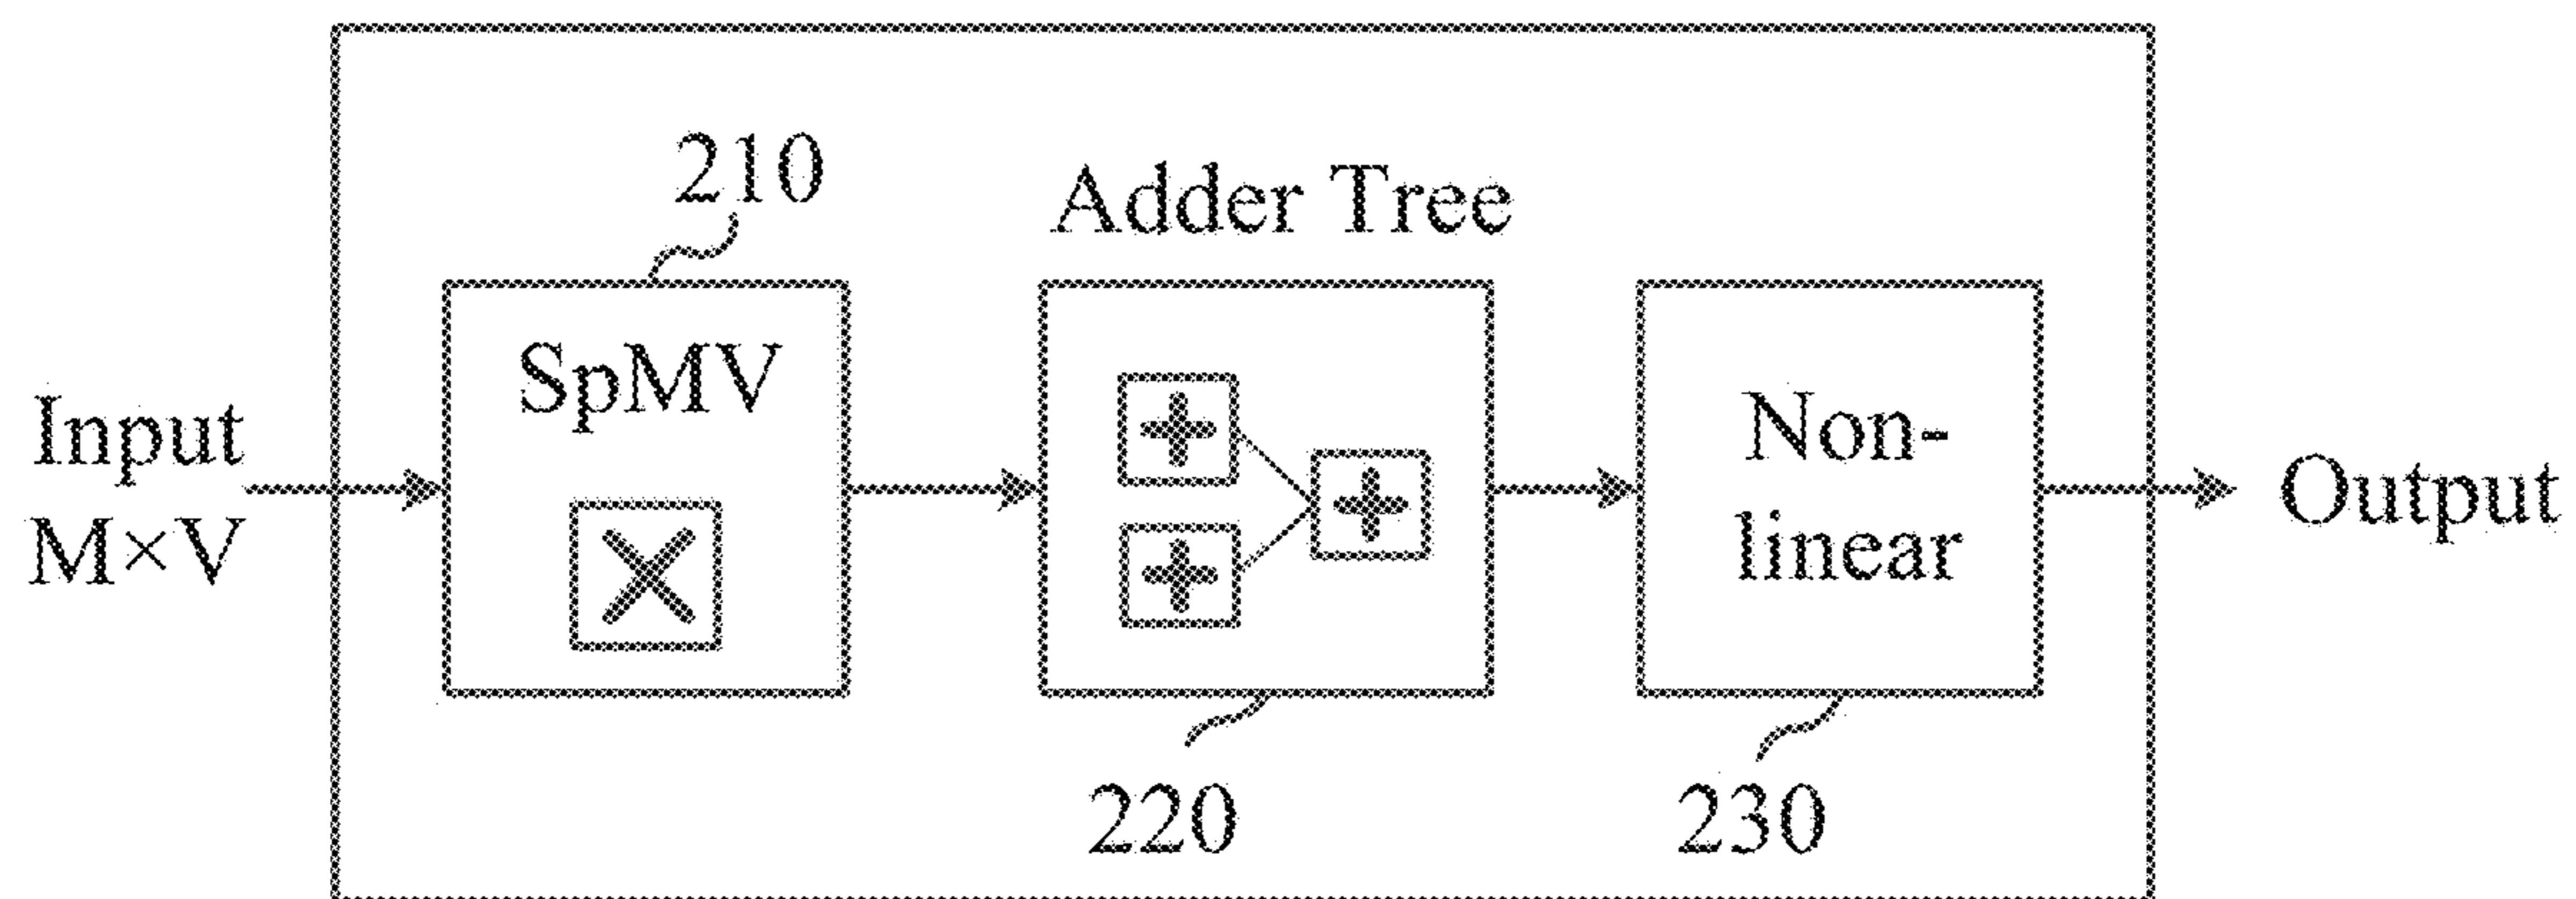 210
Adder Tree
SpMV
Input
M×V
Non-
linear
Output
220
230